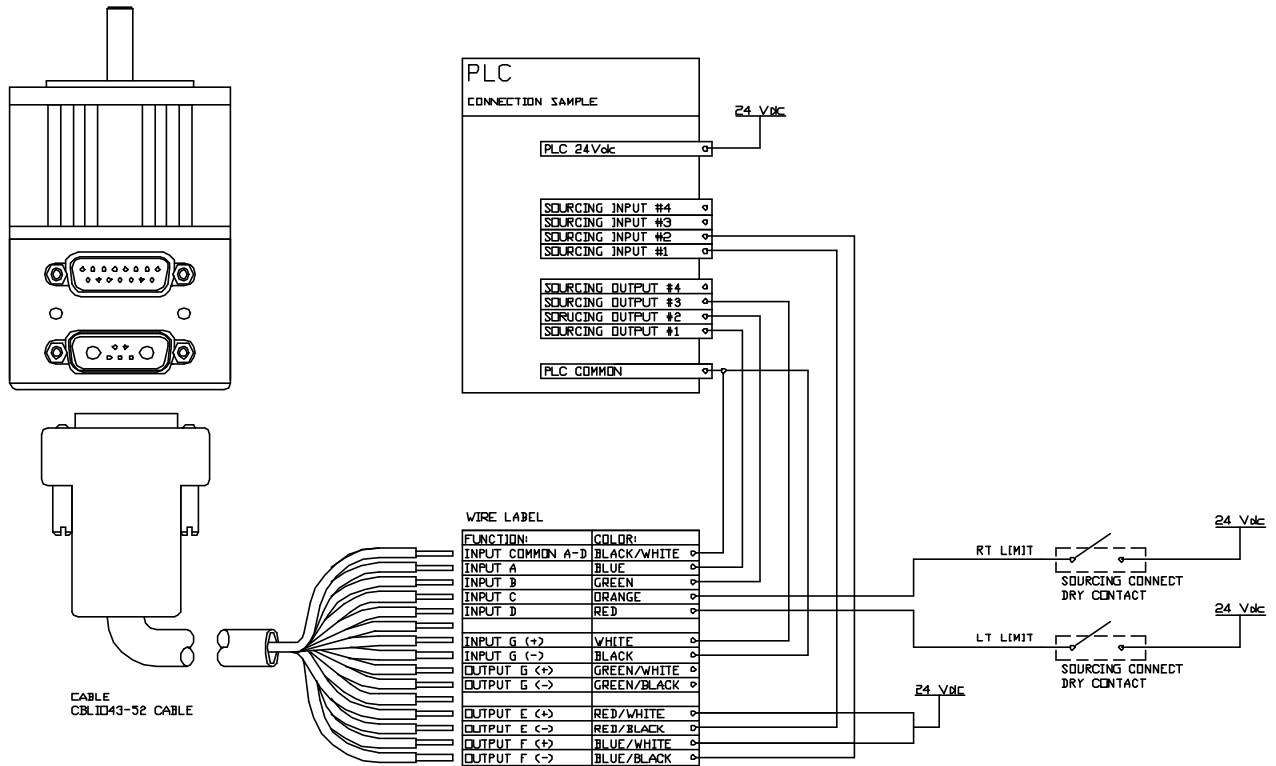 PLC
CONNECTION SAMPLE
24 Vdc
PLC 24Vdc
SOURCING INPUT #4
SOURCING INPUT #3
SOURCING INPUT #2
SOURCING INPUT #1
SOURCING OUTPUT #4
SOURCING OUTPUT #3
SORUCING OUTPUT #2
SOURCING OUTPUT #1
PLC COMMON
WIRE LABEL
FUNCTION: COLOR:
INPUT COMMON A-D BLACK/WHITE
INPUT A BLUE
INPUT B GREEN
INPUT C ORANGE
INPUT D RED
INPUT G (+) WHITE
INPUT G (-) BLACK
OUTPUT G (+) GREEN/WHITE
OUTPUT G (-) GREEN/BLACK
OUTPUT E (+) RED/WHITE
OUTPUT E (-) RED/BLACK
OUTPUT F (+) BLUE/WHITE
OUTPUT F (-) BLUE/BLACK
24 Vdc
RT LIMIT
SOURCING CONNECT
DRY CONTACT
24 Vdc
LT LIMIT
SOURCING CONNECT
DRY CONTACT
24 Vdc
CABLE
CBLIO43-52 CABLE